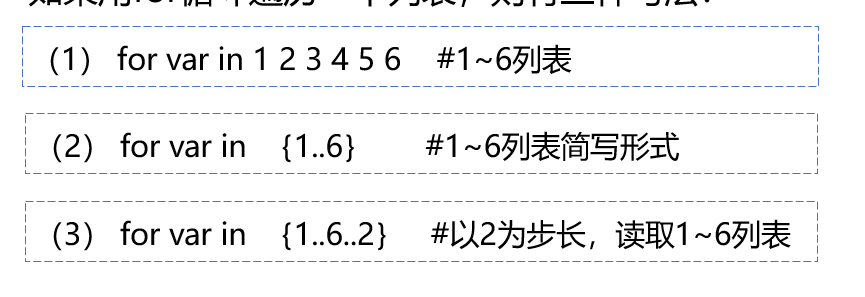 (1) for var in 1 2 3 4 5 6 #1~6列表
(2) for var in {1..6} #1~6列表简写形式
(3) for var in {1..6..2} #以2为步长，读取1~6列表